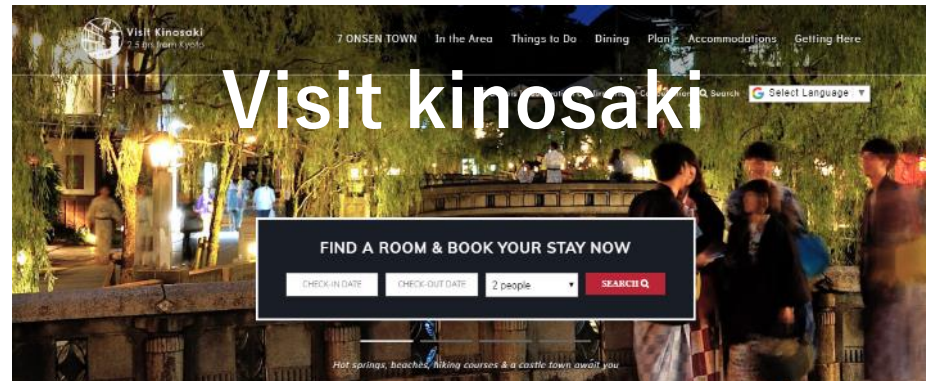 Visit Kinosaki
2.5 hrs from Kyoto
7 ONSEN TOWN In the Area Things to Do Dining Plan Accommodations Getting Here
Visit kinosaki
Search Select Language ▼
FIND A ROOM & BOOK YOUR STAY NOW
CHECK-IN DATE CHECK-OUT DATE 2 people SEARCH
Hot springs, beaches, hiking courses & a castle town await you